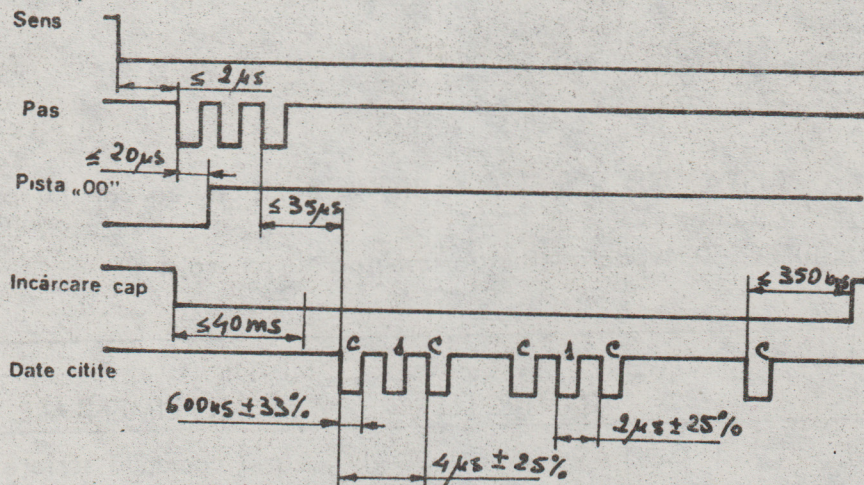 Sens
≤ 2µs
Pas
≤ 20µs
Pista „00"
≤ 35µs
Incărcare cap
≤ 350
≤40ms
C 1 C C 1 C C
Date citite
600ns ±33%
2µs ±25%
4µs ±25%